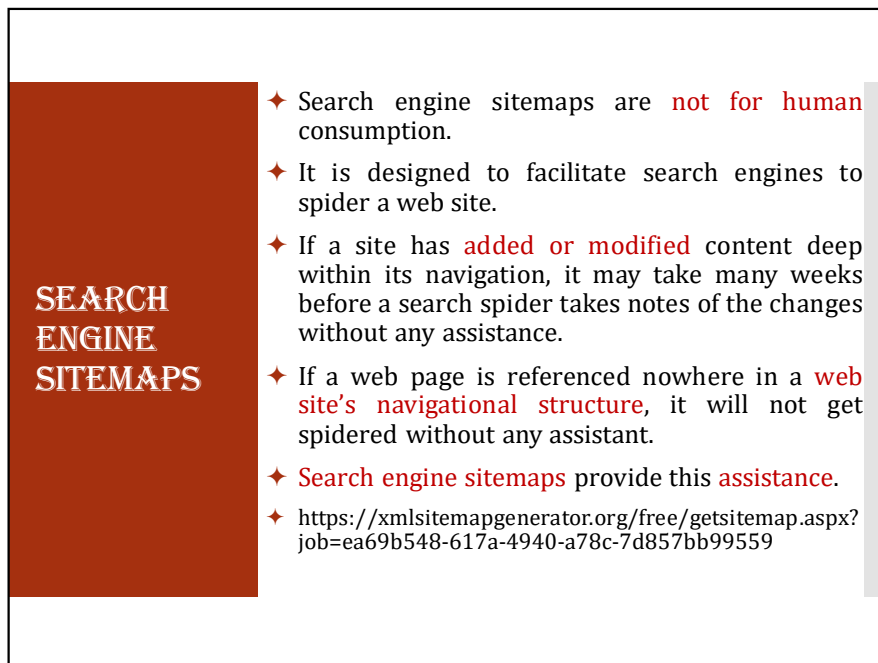 SEARCH
ENGINE
SITEMAPS
Search engine sitemaps are not for human
consumption.
It is designed to facilitate search engines to
spider a web site.
If a site has added or modified content deep
within its navigation, it may take many weeks
before a search spider takes notes of the changes
without any assistance.
If a web page is referenced nowhere in a web
site's navigational structure, it will not get
spidered without any assistant.
Search engine sitemaps provide this assistance.
https://xmlsitemapgenerator.org/free/getsitemap.aspx?
job=ea69b548-617a-4940-a78c-7d857bb99559